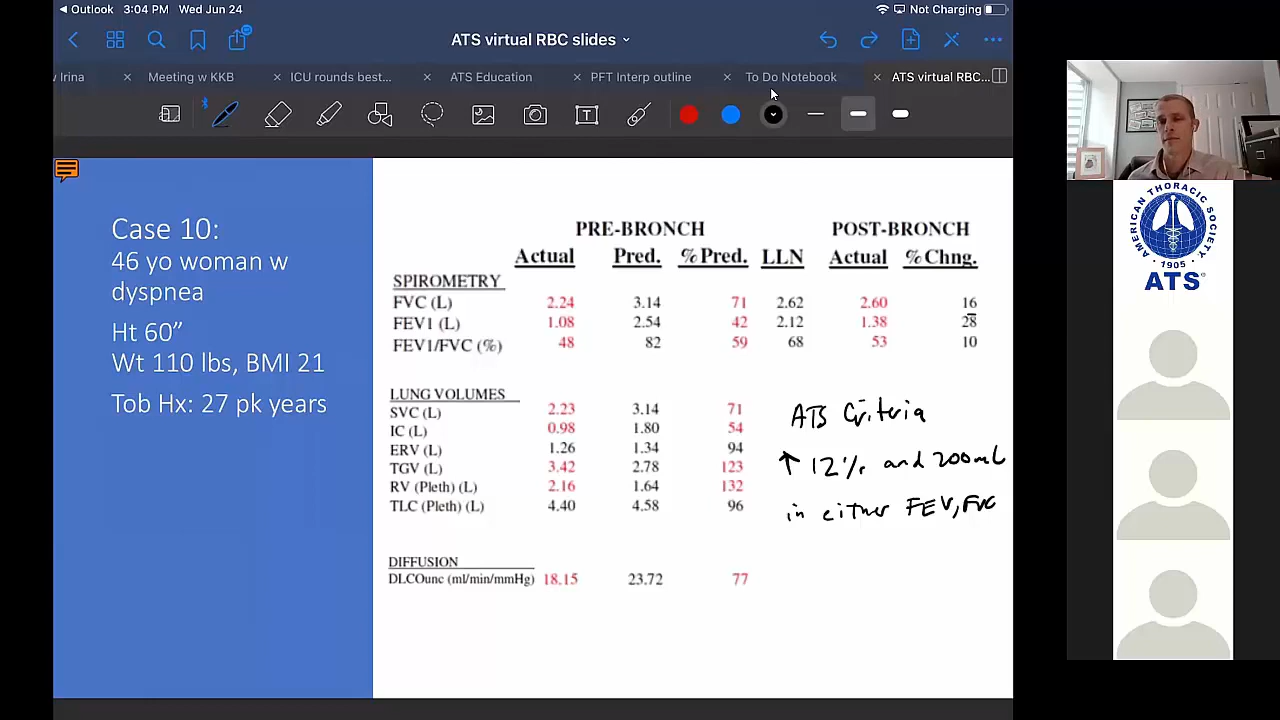 Outlook 3:04 PM Wed Jun 24 Not Charging
ATS virtual RBC slides
w Irina Meeting w KKB ICU rounds best... ATS Education PFT Interp outline To Do Notebook ATS virtual RBC...
Case 10:
46 yo woman w
dyspnea
Ht 60”
Wt 110 lbs, BMI 21
Tob Hx: 27 pk years
PRE-BRONCH POST-BRONCH
Actual Pred. %Pred. LLN Actual %Chng.
SPIROMETRY
FVC (L) 2.24 3.14 71 2.62 2.60 16
FEV1 (L) 1.08 2.54 42 2.12 1.38 28
FEV1/FVC (%) 48 82 59 68 53 10
LUNG VOLUMES
SVC (L) 2.23 3.14 71
IC (L) 0.98 1.80 54
ERV (L) 1.26 1.34 94
TGV (L) 3.42 2.78 123
RV (Pleth) (L) 2.16 1.64 132
TLC (Pleth) (L) 4.40 4.58 96
ATS Criteria
↑ 12% and 200mL
in either FEV, FVC
DIFFUSION
DLCOunc (ml/min/mmHg) 18.15 23.72 77
AMERICAN THORACIC SOCIETY
1905
ATS